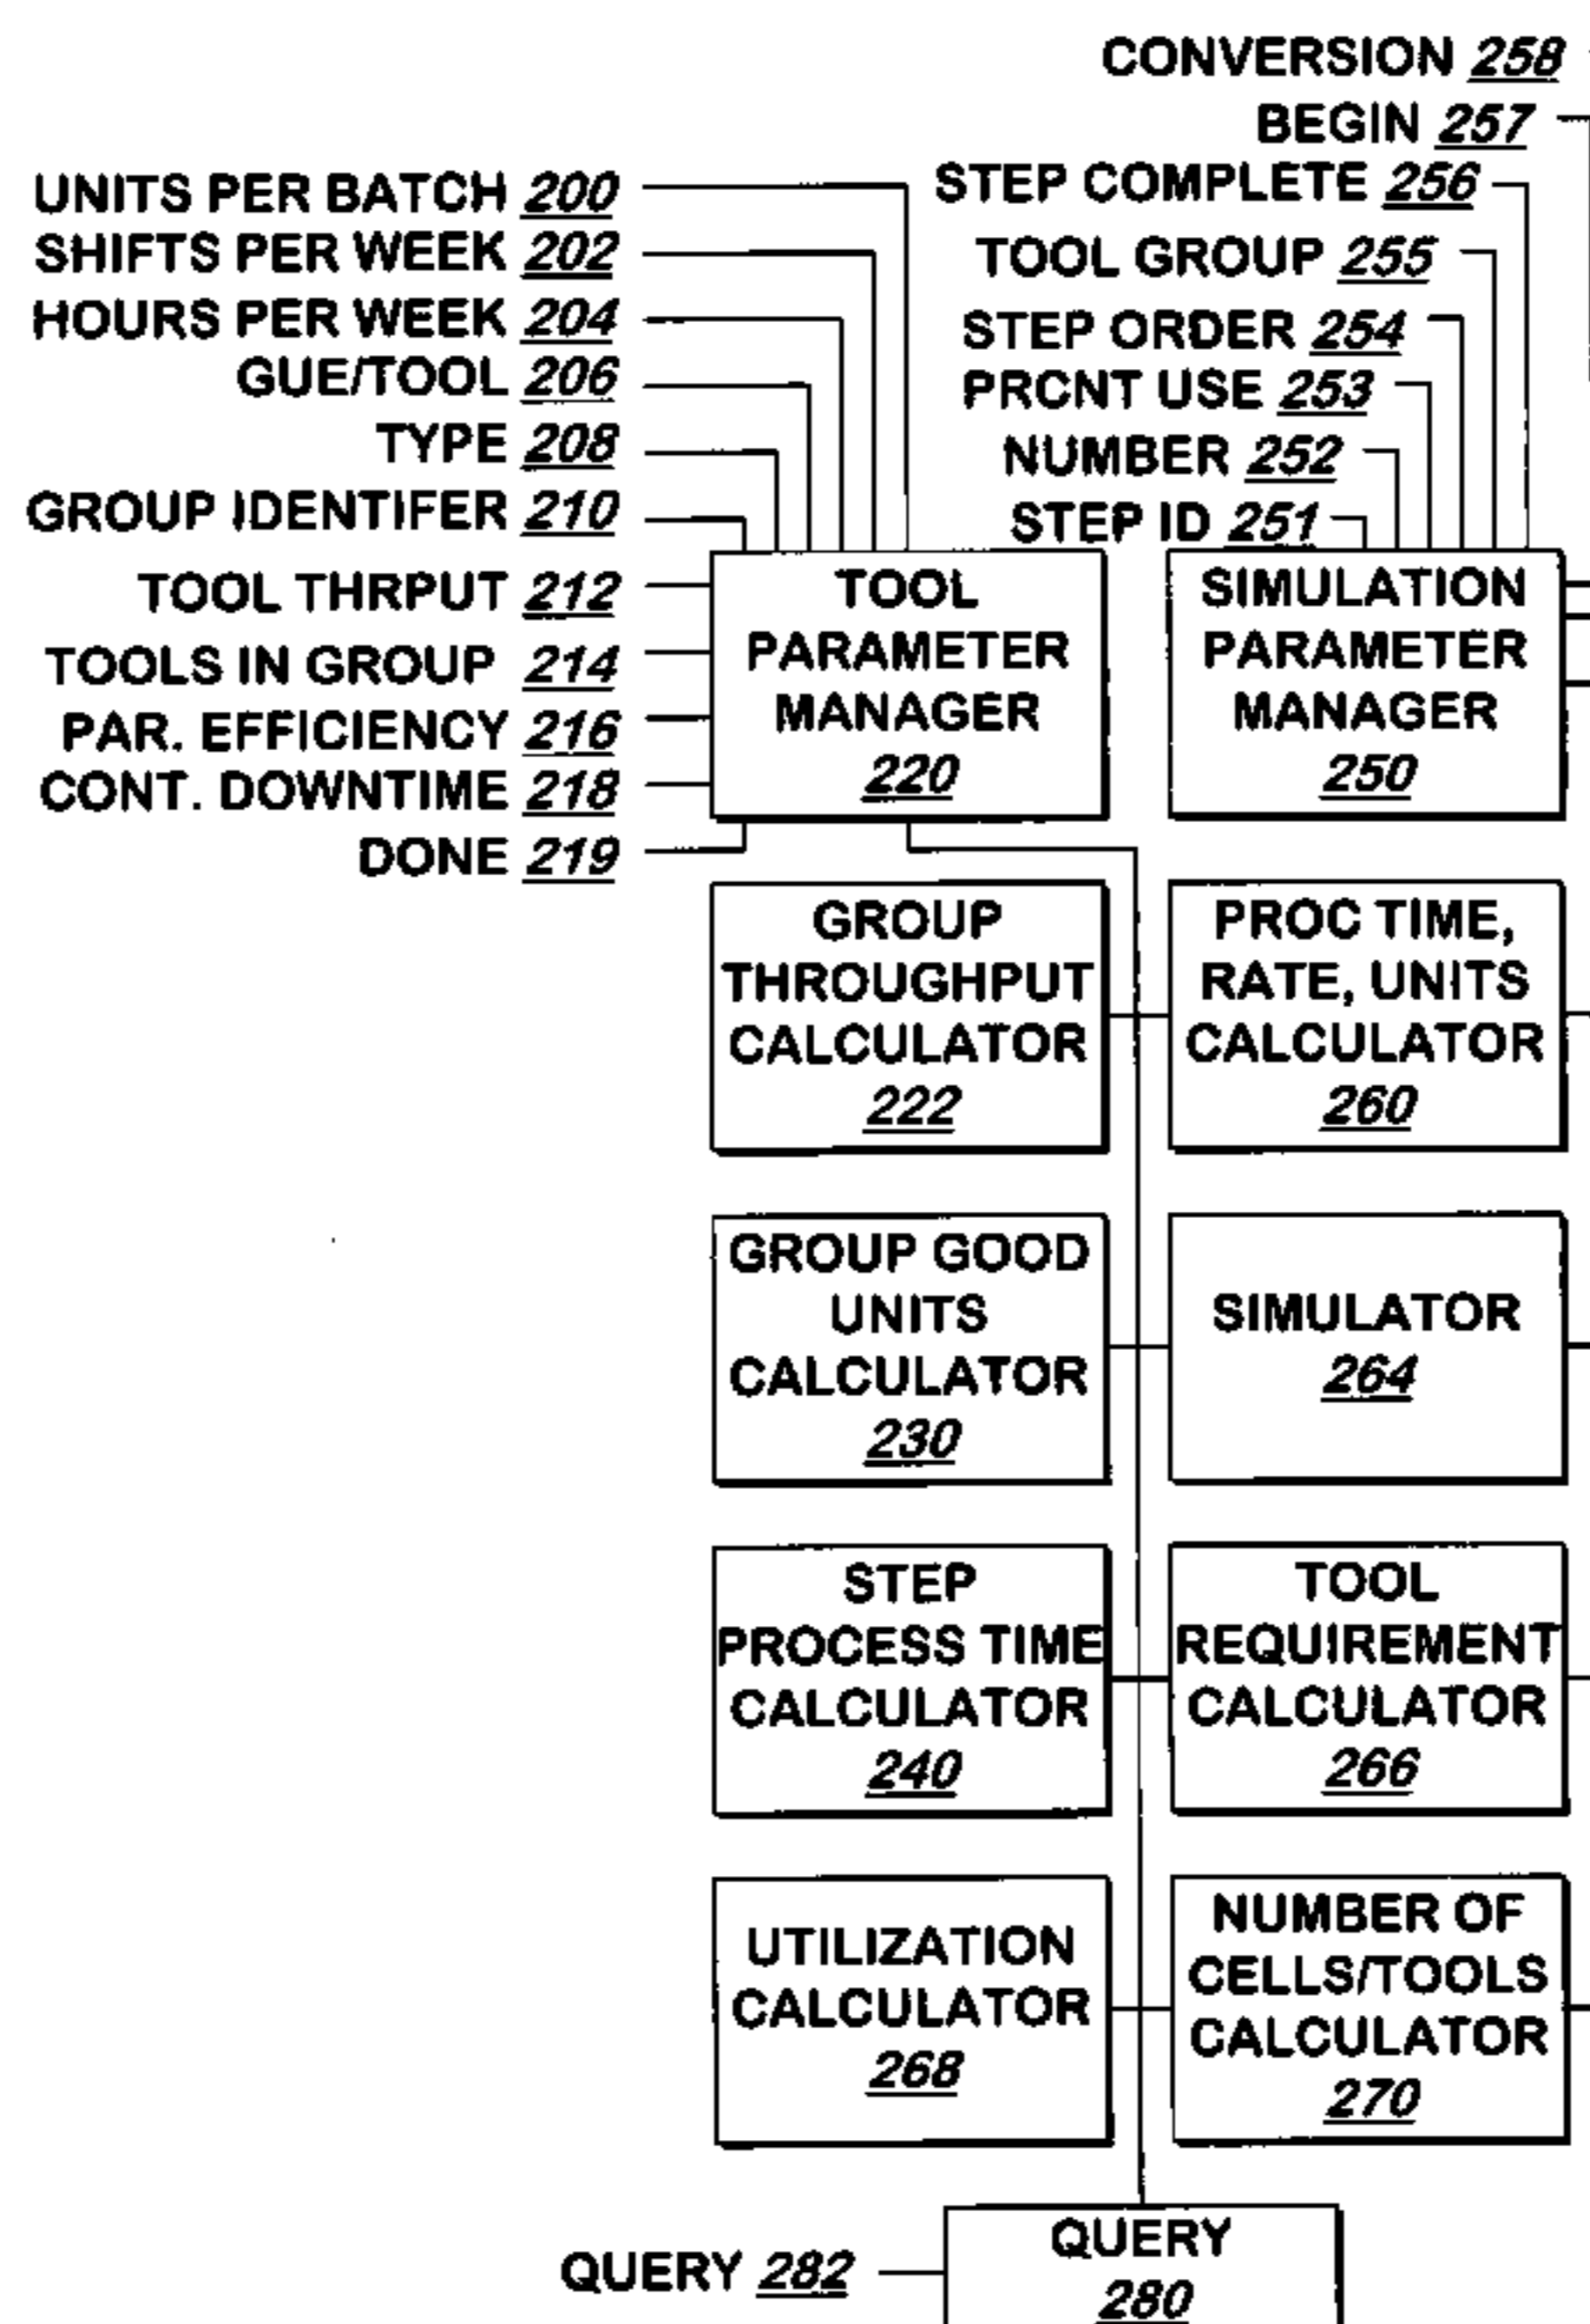 CONVERSION 258
BEGIN 257
STEP COMPLETE 256
TOOL GROUP 255
STEP ORDER 254
PRCNT USE 253
NUMBER 252
STEP ID 251
UNITS PER BATCH 200
SHIFTS PER WEEK 202
HOURS PER WEEK 204
GUE/TOOL 206
TYPE 208
GROUP IDENTIFER 210
TOOL THRPUT 212
TOOLS IN GROUP 214
PAR. EFFICIENCY 216
CONT. DOWNTIME 218
DONE 219
TOOL
PARAMETER
MANAGER
220
SIMULATION
PARAMETER
MANAGER
250
GROUP
THROUGHPUT
CALCULATOR
222
PROC TIME,
RATE, UNITS
CALCULATOR
260
GROUP GOOD
UNITS
CALCULATOR
230
SIMULATOR
264
STEP
PROCESS TIME
CALCULATOR
240
TOOL
REQUIREMENT
CALCULATOR
266
UTILIZATION
CALCULATOR
268
NUMBER OF
CELLS/TOOLS
CALCULATOR
270
QUERY 282
QUERY
280